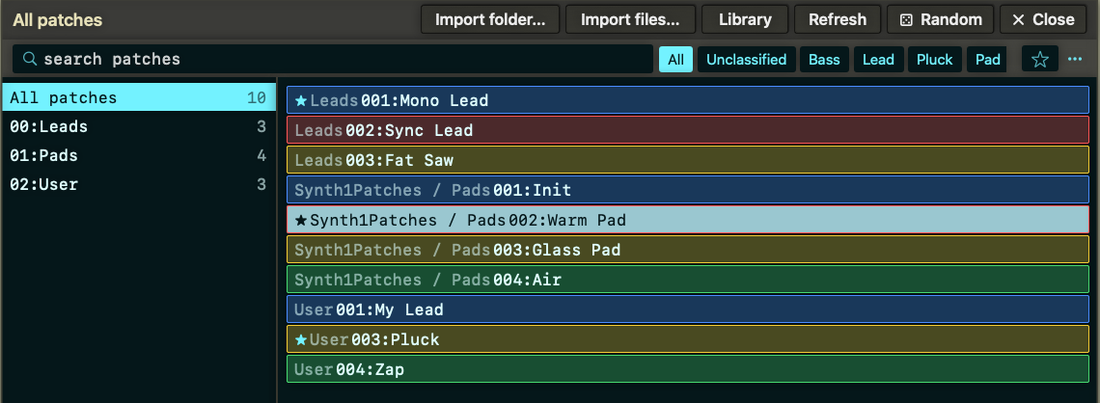 All patches Import folder... Import files... Library Refresh Random Close
search patches All Unclassified Bass Lead Pluck Pad ...
All patches 10
00:Leads 3
01:Pads 4
02:User 3
Leads 001:Mono Lead
Leads 002:Sync Lead
Leads 003:Fat Saw
Synth1Patches / Pads 001:Init
Synth1Patches / Pads 002:Warm Pad
Synth1Patches / Pads 003:Glass Pad
Synth1Patches / Pads 004:Air
User 001:My Lead
User 003:Pluck
User 004:Zap